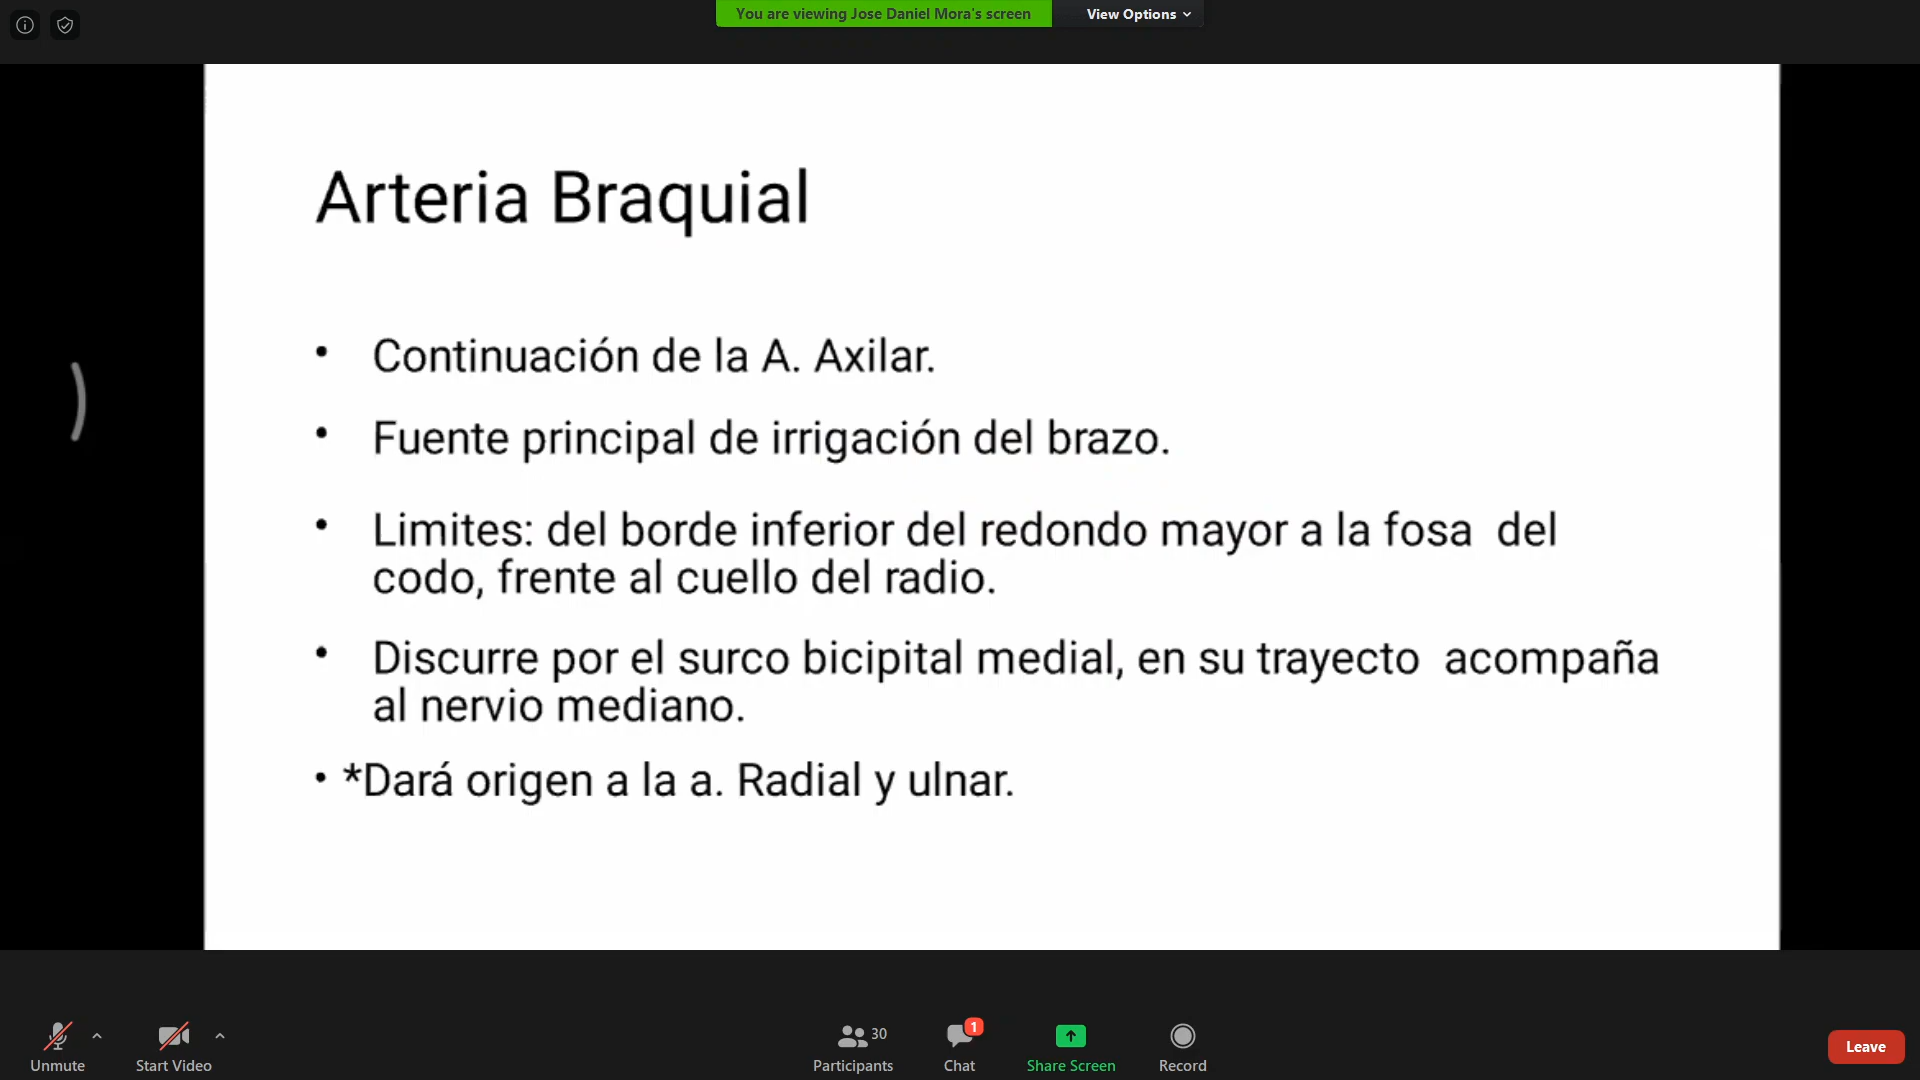 You are viewing Jose Daniel Mora's screen
View Options
Arteria Braquial
• Continuación de la A. Axilar.
• Fuente principal de irrigación del brazo.
• Limites: del borde inferior del redondo mayor a la fosa del
codo, frente al cuello del radio.
• Discurre por el surco bicipital medial, en su trayecto acompaña
al nervio mediano.
• *Dará origen a la a. Radial y ulnar.
Unmute
Start Video
30
Participants
1
Chat
Share Screen
Record
Leave